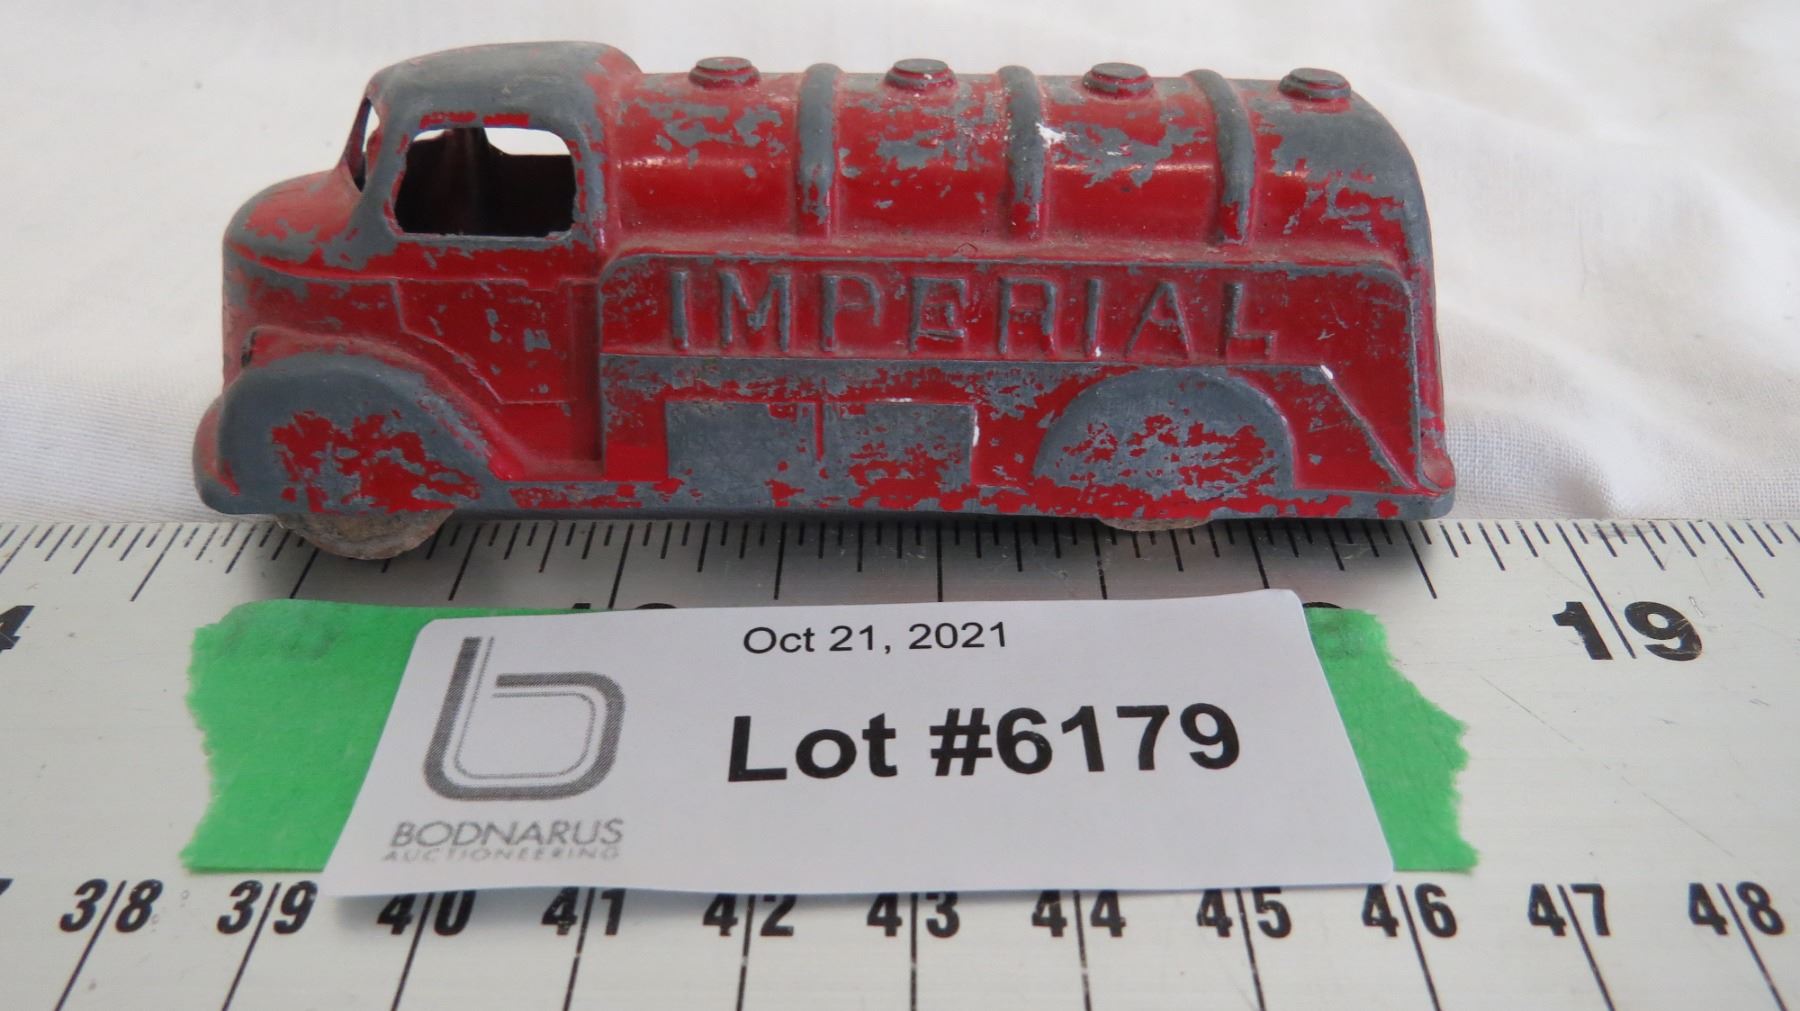 IMPERIAL
19
Oct 21, 2021
Lot #6179
BODNARUS
AUCTIONEERING
38 39 40 41 42 43 44 45 46 47 48